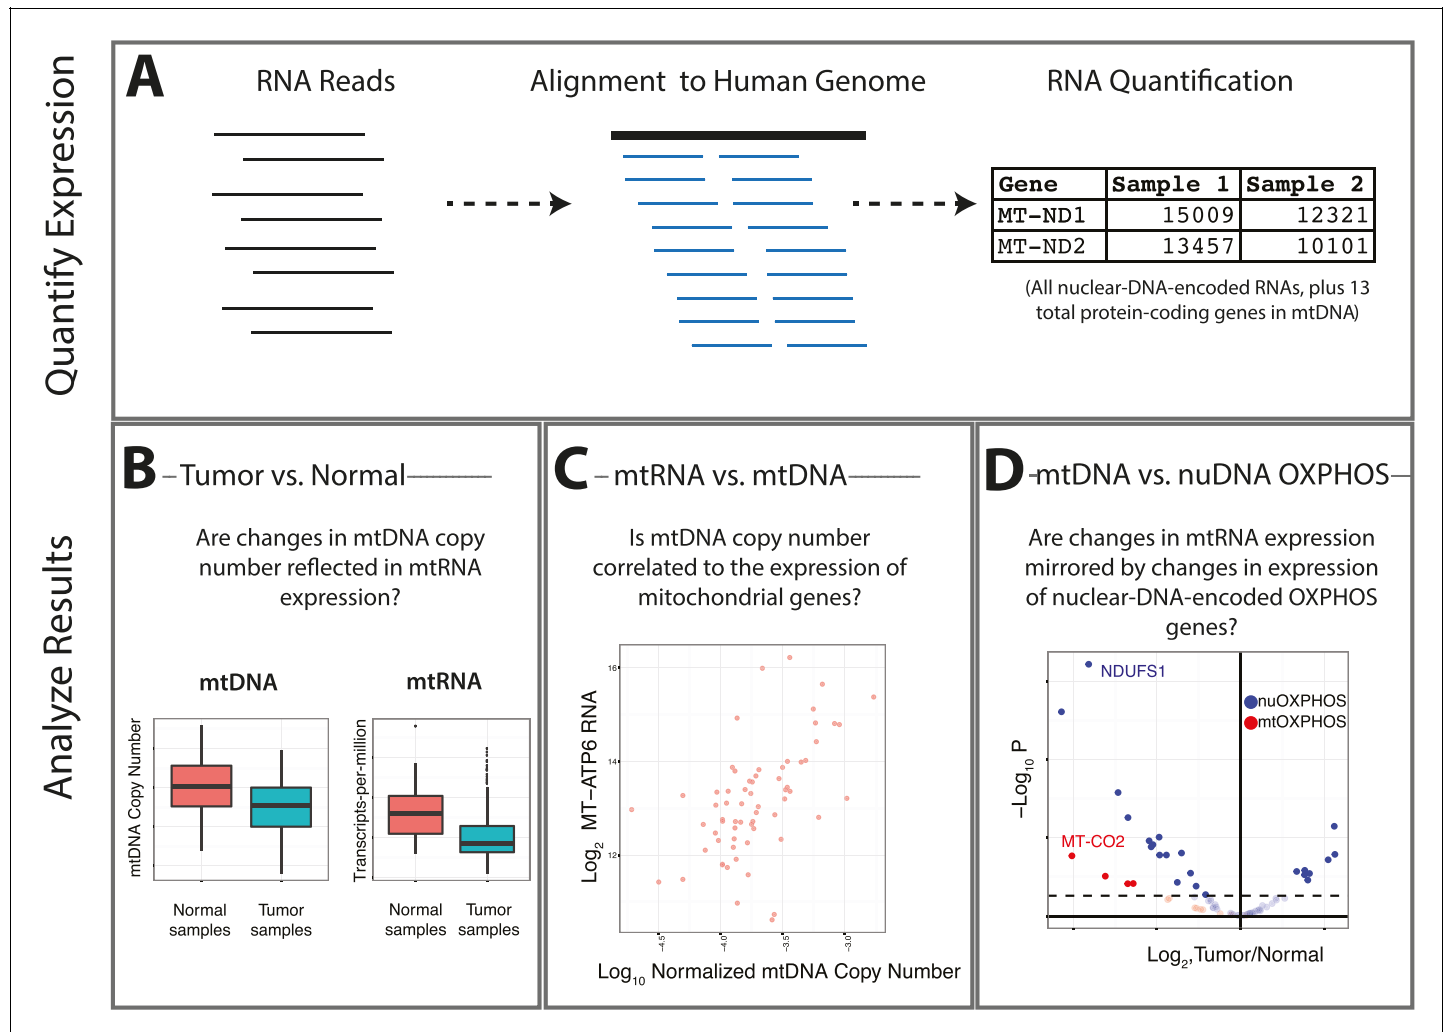 Quantify Expression
A
RNA Reads
Alignment to Human Genome
RNA Quantification
Gene Sample 1 Sample 2
MT-ND1 15009 12321
MT-ND2 13457 10101
(All nuclear-DNA-encoded RNAs, plus 13
total protein-coding genes in mtDNA)
Analyze Results
B
Tumor vs. Normal
Are changes in mtDNA copy
number reflected in mtRNA
expression?
mtDNA
mtDNA Copy Number
Normal
samples
Tumor
samples
mtRNA
Transcripts-per-million
Normal
samples
Tumor
samples
C
mtRNA vs. mtDNA
Is mtDNA copy number
correlated to the expression of
mitochondrial genes?
Log2 MT-ATP6 RNA
16
14
12
-4.5
-4.0
-3.5
-3.0
Log10 Normalized mtDNA Copy Number
D
mtDNA vs. nuDNA OXPHOS
Are changes in mtRNA expression
mirrored by changes in expression
of nuclear-DNA-encoded OXPHOS
genes?
NDUFS1
nuOXPHOS
mtOXPHOS
−Log10 P
MT-CO2
Log2,Tumor/Normal